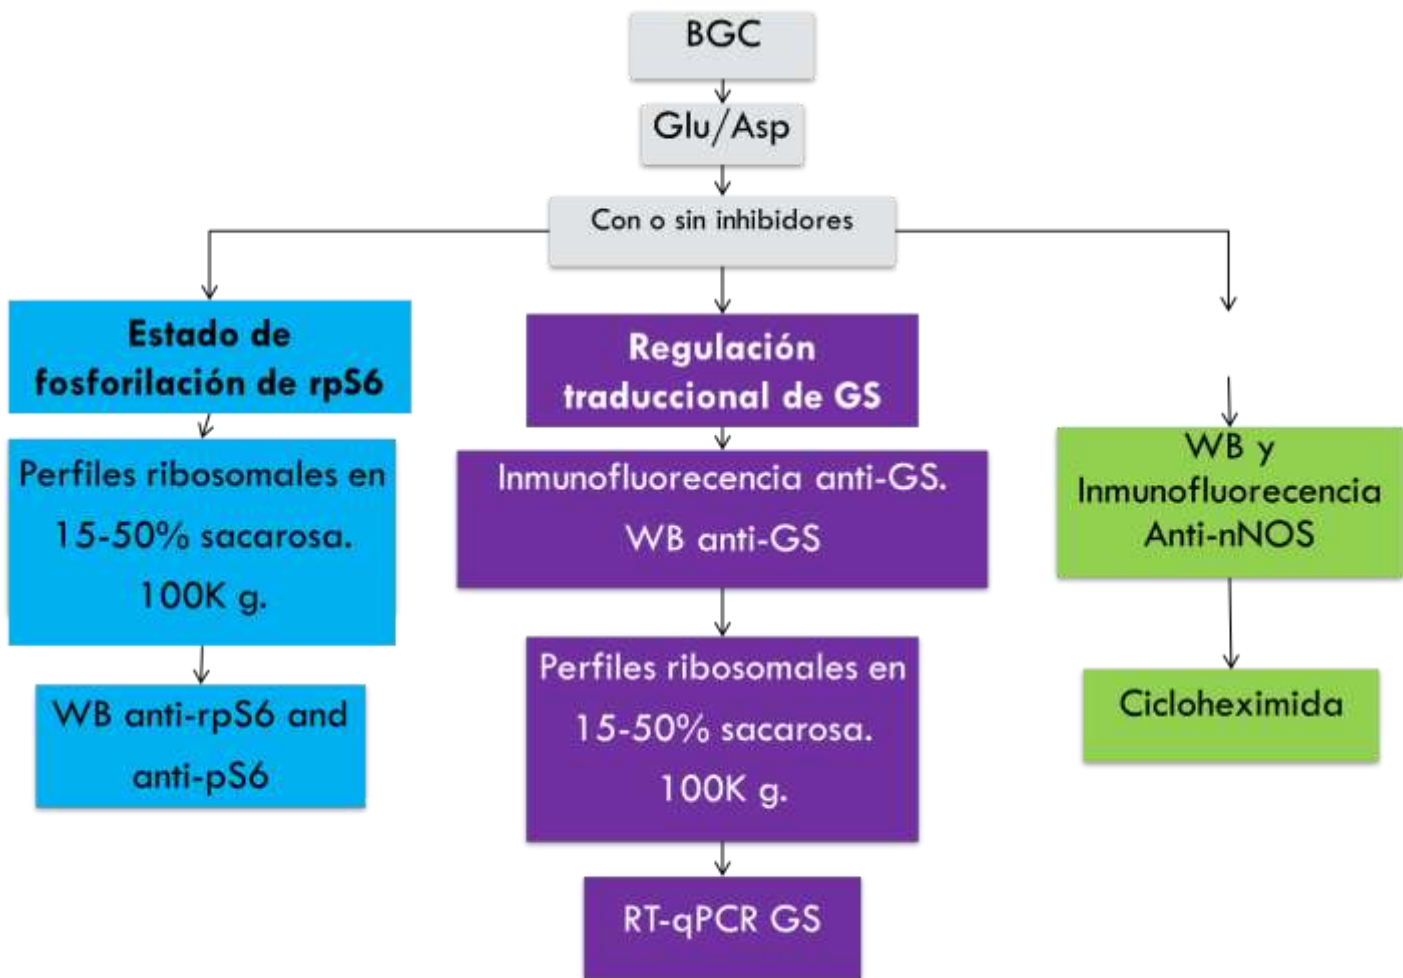 BGC
Glu/Asp
Con o sin inhibidores
Estado de
fosforilación de rpS6
Perfiles ribosomales en
15-50% sacarosa.
100K g.
WB anti-rpS6 and
anti-pS6
Regulación
traduccional de GS
Inmunofluorecencia anti-GS.
WB anti-GS
Perfiles ribosomales en
15-50% sacarosa.
100K g.
RT-qPCR GS
WB y
Inmunofluorecencia
Anti-nNOS
Cicloheximida